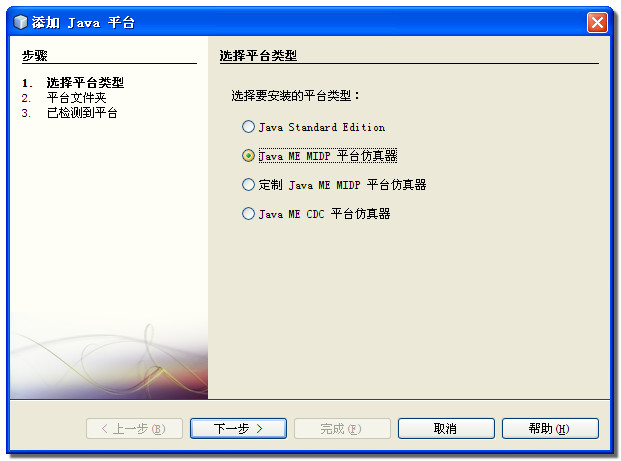 添加 Java 平台
步骤
1. 选择平台类型
2. 平台文件夹
3. 已检测到平台
选择平台类型
选择要安装的平台类型：
Java Standard Edition
Java ME MIDP 平台仿真器
定制 Java ME MIDP 平台仿真器
Java ME CDC 平台仿真器
< 上一步(B)
下一步 >
完成(F)
取消
帮助(H)